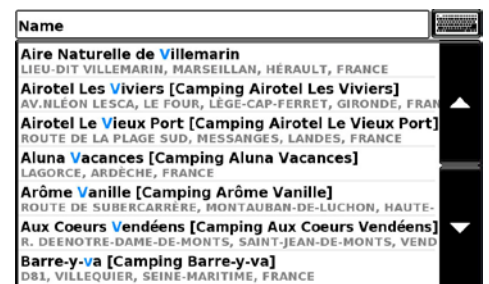 Name
Aire Naturelle de Villemarin
LIEU-DIT VILLEMARIN, MARSEILLAN, HÉRAULT, FRANCE
Airotel Les Viviers [Camping Airotel Les Viviers]
AV.NLÉON LESCA, LE FOUR, LÈGE-CAP-FERRET, GIRONDE, FRAN
Airotel Le Vieux Port [Camping Airotel Le Vieux Port]
ROUTE DE LA PLAGE SUD, MESSANGES, LANDES, FRANCE
Aluna Vacances [Camping Aluna Vacances]
LAGORCE, ARDÈCHE, FRANCE
Arôme Vanille [Camping Arôme Vanille]
ROUTE DE SUBERCARRÈRE, MONTAUBAN-DE-LUCHON, HAUTE-
Aux Coeurs Vendéens [Camping Aux Coeurs Vendéens]
R. DEENOTRE-DAME-DE-MONTS, SAINT-JEAN-DE-MONTS, VEND
Barre-y-va [Camping Barre-y-va]
D81, VILLEQUIER, SEINE-MARITIME, FRANCE